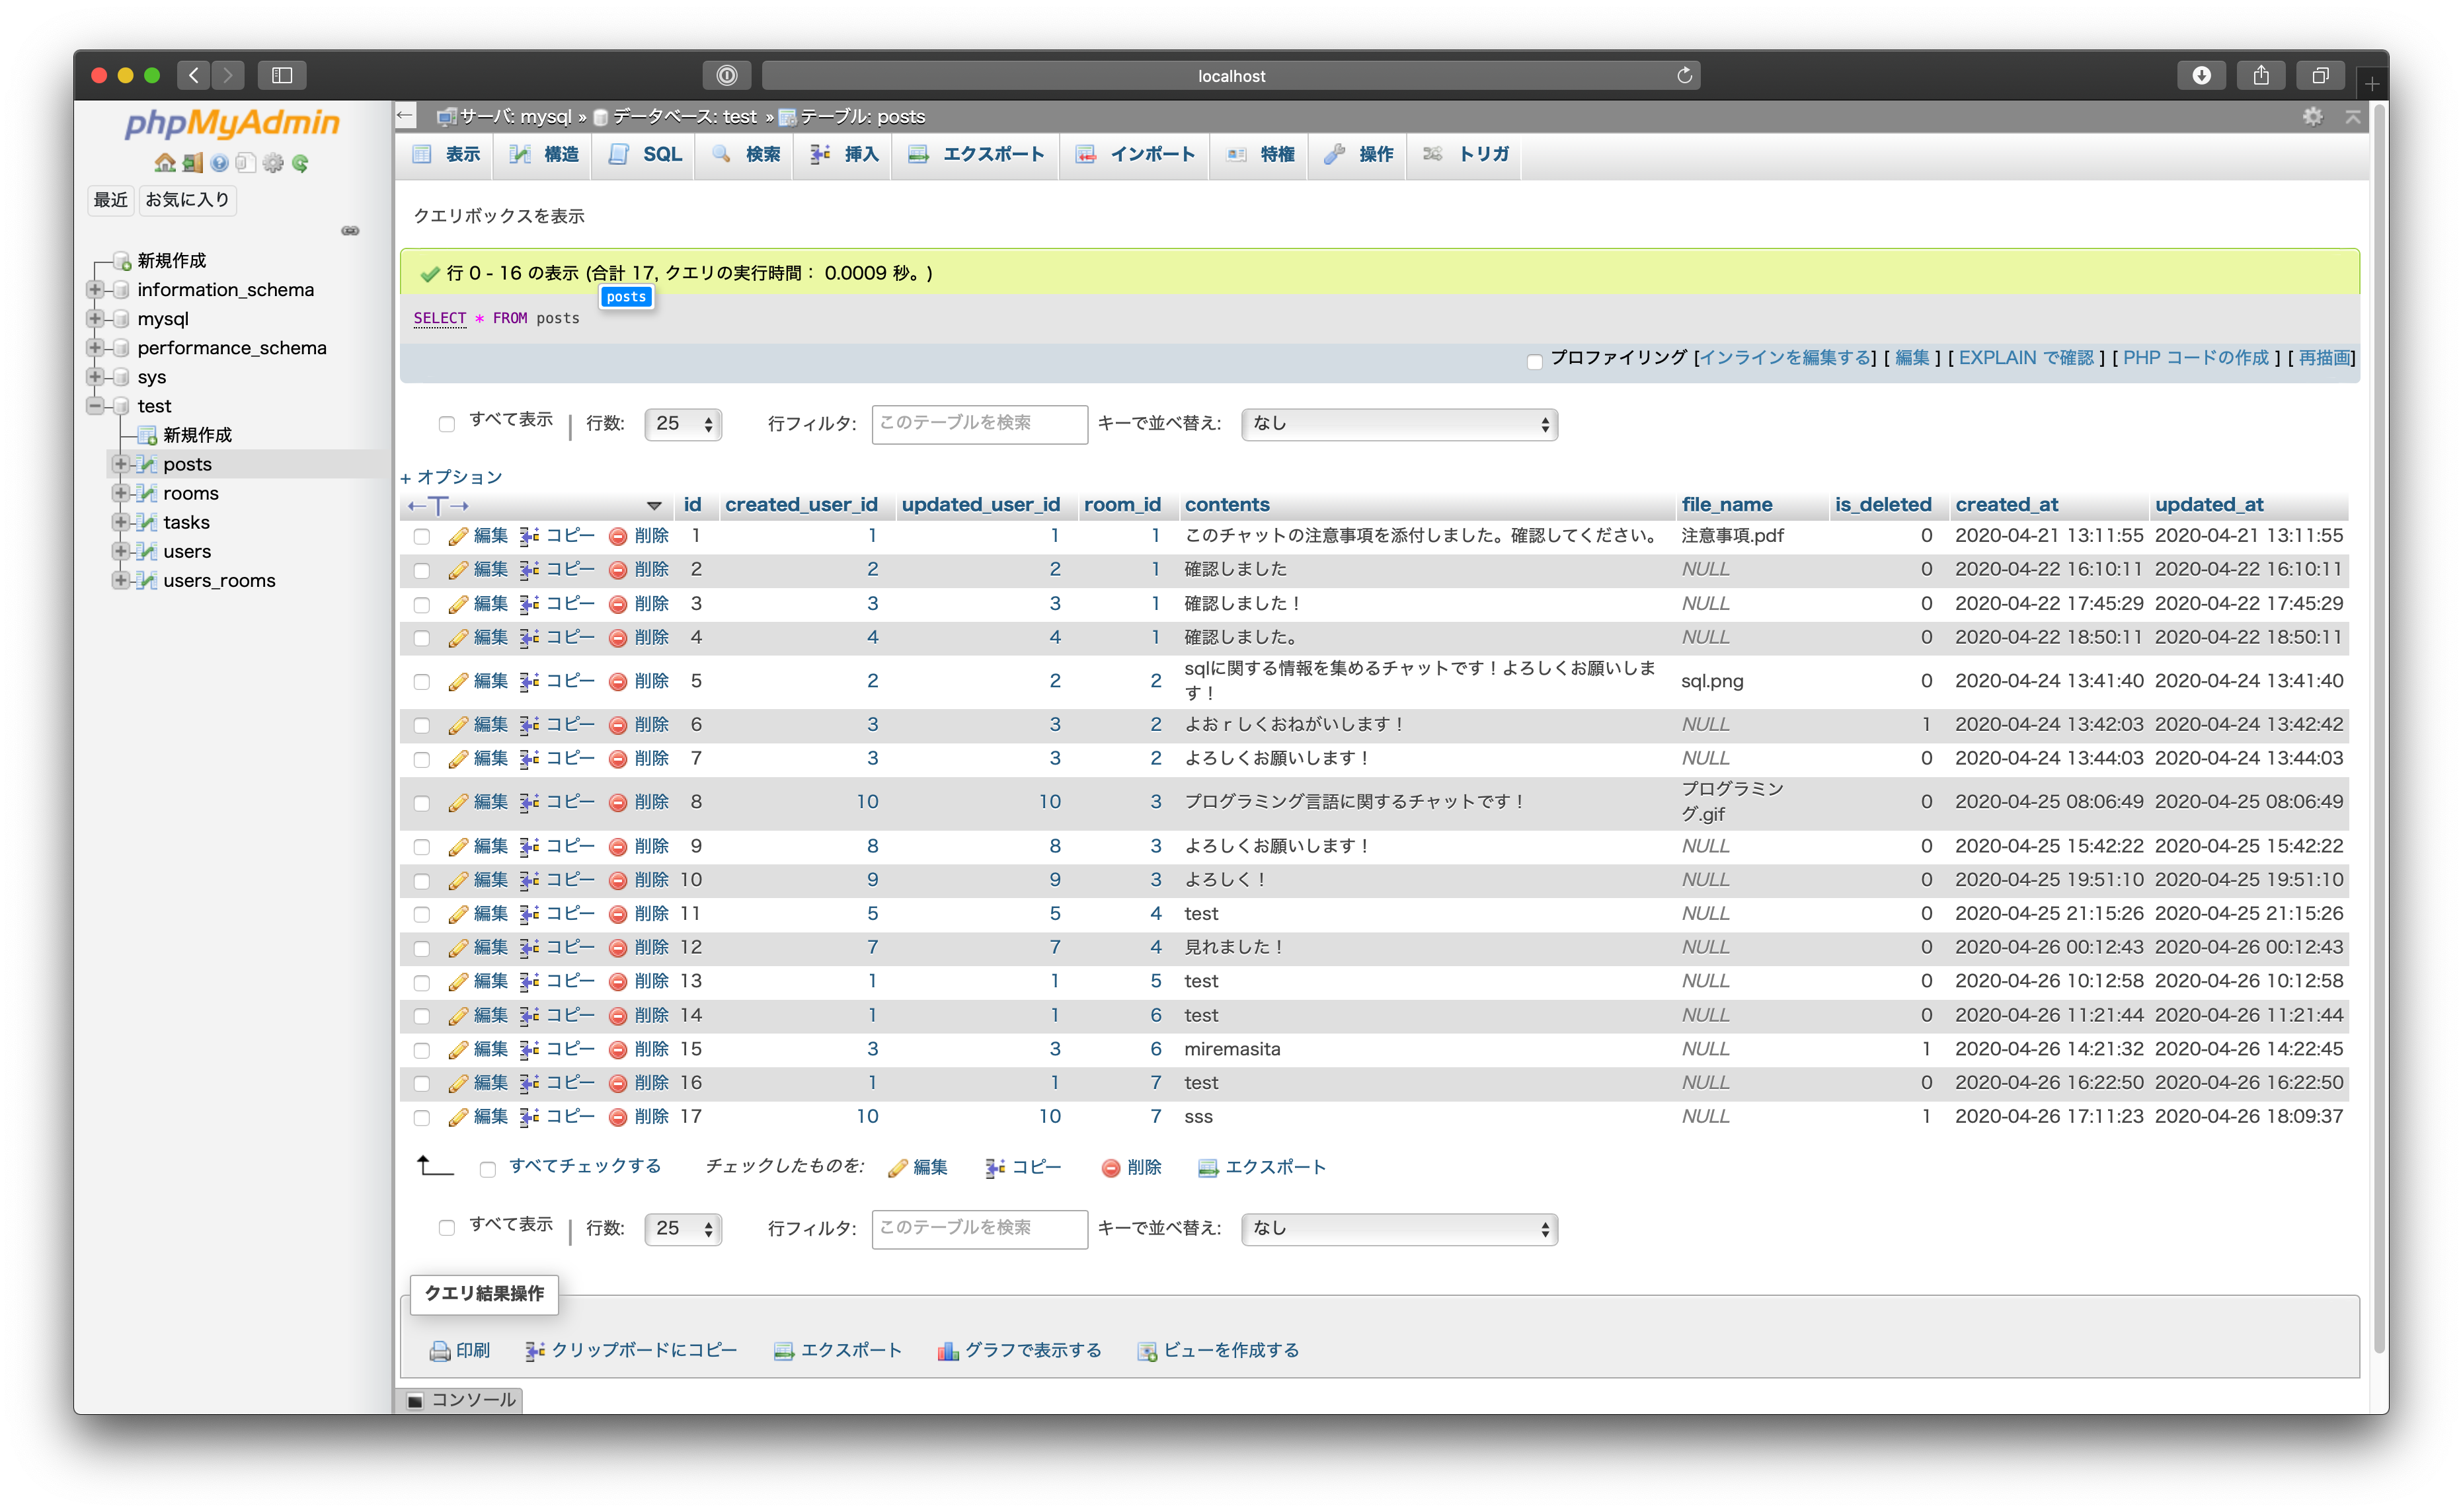 localhost
phpMyAdmin
最近 お気に入り
新規作成
information_schema
mysql
performance_schema
sys
test
新規作成
posts
rooms
tasks
users
users_rooms
サーバ: mysql » データベース: test » テーブル: posts
表示 構造 SQL 検索 挿入 エクスポート インポート 特権 操作 トリガ
クエリボックスを表示
行 0 - 16 の表示 (合計 17, クエリの実行時間： 0.0009 秒。)
posts
SELECT * FROM posts
プロファイリング [インラインを編集する] [ 編集 ] [ EXPLAIN で確認 ] [ PHP コードの作成 ] [ 再描画]
すべて表示 | 行数: 25 行フィルタ: このテーブルを検索 キーで並べ替え: なし
+ オプション
←T→ id created_user_id updated_user_id room_id contents file_name is_deleted created_at updated_at
編集 コピー 削除 1 1 1 1 このチャットの注意事項を添付しました。確認してください。 注意事項.pdf 0 2020-04-21 13:11:55 2020-04-21 13:11:55
編集 コピー 削除 2 2 2 1 確認しました NULL 0 2020-04-22 16:10:11 2020-04-22 16:10:11
編集 コピー 削除 3 3 3 1 確認しました！ NULL 0 2020-04-22 17:45:29 2020-04-22 17:45:29
編集 コピー 削除 4 4 4 1 確認しました。 NULL 0 2020-04-22 18:50:11 2020-04-22 18:50:11
編集 コピー 削除 5 2 2 2 sqlに関する情報を集めるチャットです！よろしくお願いします！ sql.png 0 2020-04-24 13:41:40 2020-04-24 13:41:40
編集 コピー 削除 6 3 3 2 よおｒしくおねがいします！ NULL 1 2020-04-24 13:42:03 2020-04-24 13:42:42
編集 コピー 削除 7 3 3 2 よろしくお願いします！ NULL 0 2020-04-24 13:44:03 2020-04-24 13:44:03
編集 コピー 削除 8 10 10 3 プログラミング言語に関するチャットです！ プログラミング.gif 0 2020-04-25 08:06:49 2020-04-25 08:06:49
編集 コピー 削除 9 8 8 3 よろしくお願いします！ NULL 0 2020-04-25 15:42:22 2020-04-25 15:42:22
編集 コピー 削除 10 9 9 3 よろしく！ NULL 0 2020-04-25 19:51:10 2020-04-25 19:51:10
編集 コピー 削除 11 5 5 4 test NULL 0 2020-04-25 21:15:26 2020-04-25 21:15:26
編集 コピー 削除 12 7 7 4 見れました！ NULL 0 2020-04-26 00:12:43 2020-04-26 00:12:43
編集 コピー 削除 13 1 1 5 test NULL 0 2020-04-26 10:12:58 2020-04-26 10:12:58
編集 コピー 削除 14 1 1 6 test NULL 0 2020-04-26 11:21:44 2020-04-26 11:21:44
編集 コピー 削除 15 3 3 6 miremasita NULL 1 2020-04-26 14:21:32 2020-04-26 14:22:45
編集 コピー 削除 16 1 1 7 test NULL 0 2020-04-26 16:22:50 2020-04-26 16:22:50
編集 コピー 削除 17 10 10 7 sss NULL 1 2020-04-26 17:11:23 2020-04-26 18:09:37
すべてチェックする チェックしたものを: 編集 コピー 削除 エクスポート
すべて表示 | 行数: 25 行フィルタ: このテーブルを検索 キーで並べ替え: なし
クエリ結果操作
印刷 クリップボードにコピー エクスポート グラフで表示する ビューを作成する
コンソール